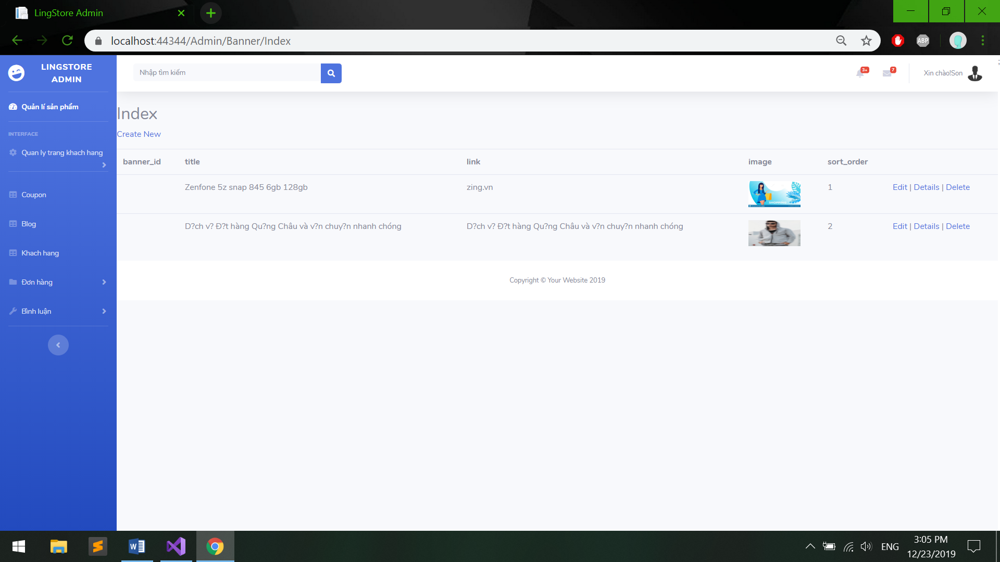 LingStore Admin
localhost:44344/Admin/Banner/Index
ABP
LINGSTORE
ADMIN
Nhập tìm kiếm
3+
7
Xin chào!Son
;
Quản lí sản phẩm
INTERFACE
Quan ly trang khach hang
Coupon
Blog
Khach hang
Đơn hàng
Bình luận
Index
Create New
banner_id title link image sort_order
Zenfone 5z snap 845 6gb 128gb zing.vn SHOPPING 1 Edit | Details | Delete
D?ch v? Đ?t hàng Qu?ng Châu và v?n chuy?n nhanh chóng D?ch v? Đ?t hàng Qu?ng Châu và v?n chuy?n nhanh chóng 2 Edit | Details | Delete
Copyright © Your Website 2019
ENG
3:05 PM
12/23/2019